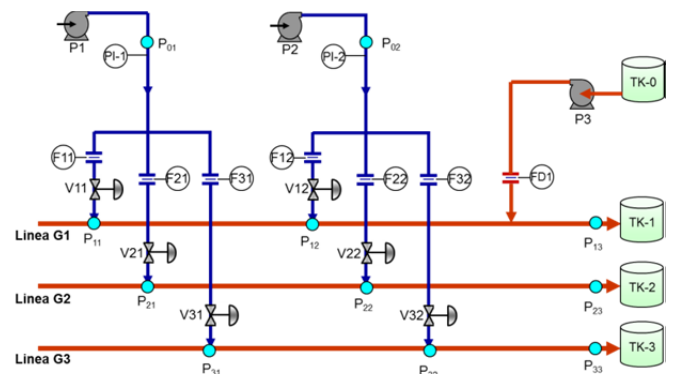 P1
P01
PI-1
P2
P02
PI-2
TK-0
P3
F11
F21
F31
F12
F22
F32
FD1
V11
V12
TK-1
Linea G1
P11
P12
P13
V21
V22
TK-2
Linea G2
P21
P22
P23
V31
V32
TK-3
Linea G3
P31
P33